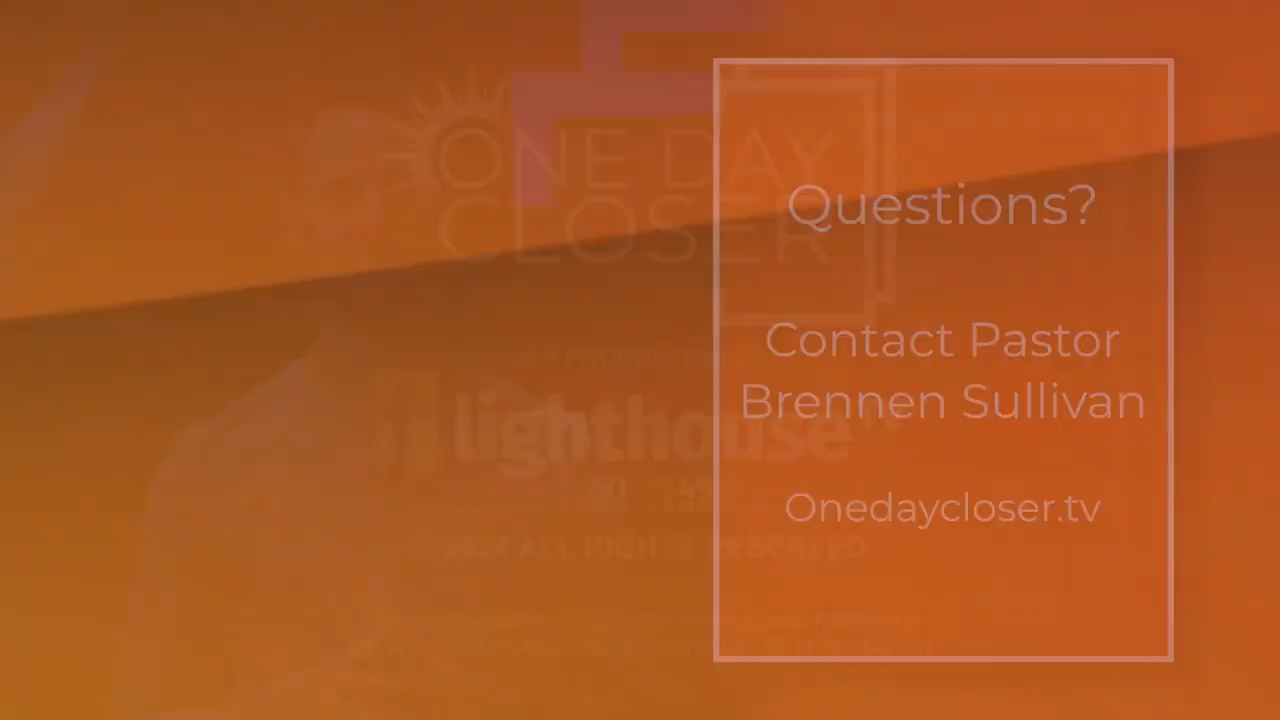 ONE DAY
CLOSER
lighthouse
ALL RIGHTS RESERVED
Questions?
Contact Pastor
Brennen Sullivan
Onedaycloser.tv